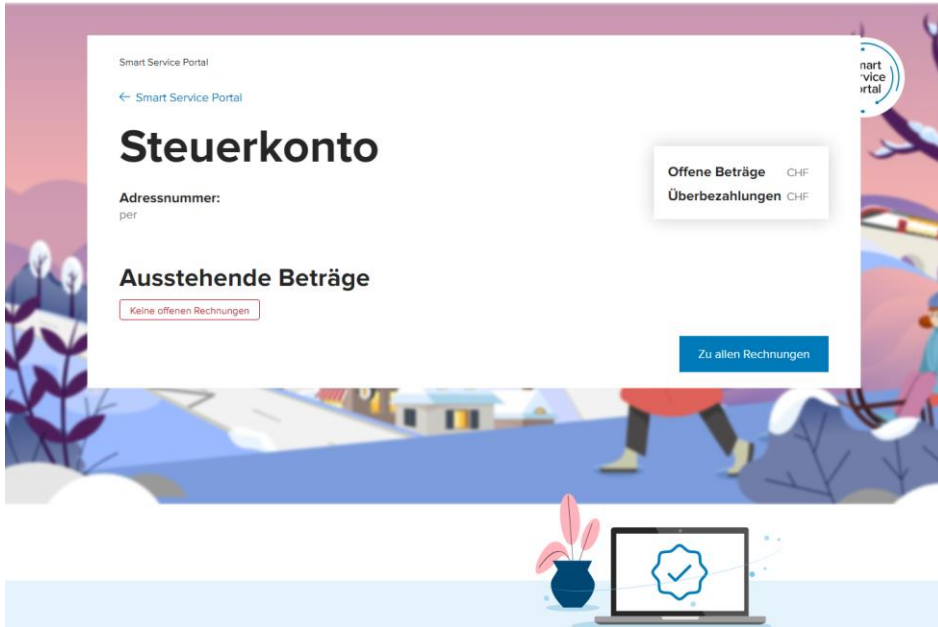 Smart Service Portal
← Smart Service Portal
Steuerkonto
Adressnummer:
per
Offene Beträge CHF
Überbezahlungen CHF
Ausstehende Beträge
Keine offenen Rechnungen
Zu allen Rechnungen